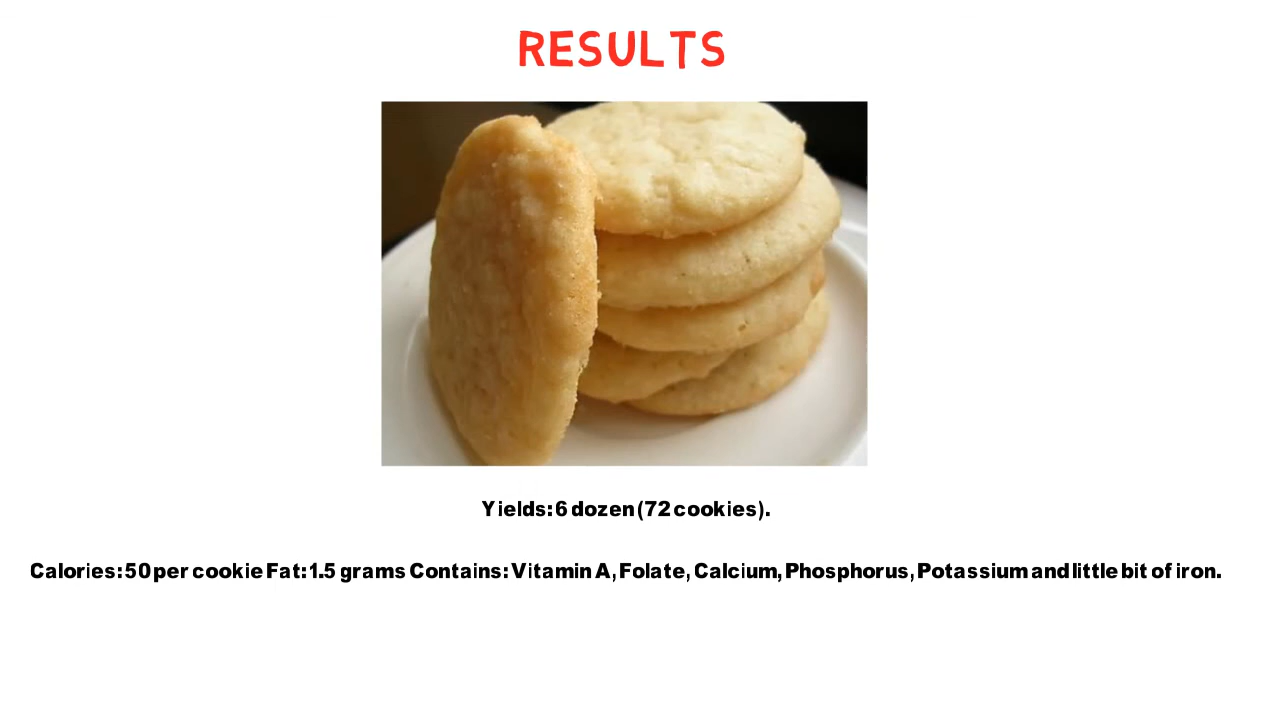 RESULTS
Yields: 6 dozen (72 cookies).
Calories: 50 per cookie Fat: 1.5 grams Contains: Vitamin A, Folate, Calcium, Phosphorus, Potassium and little bit of iron.